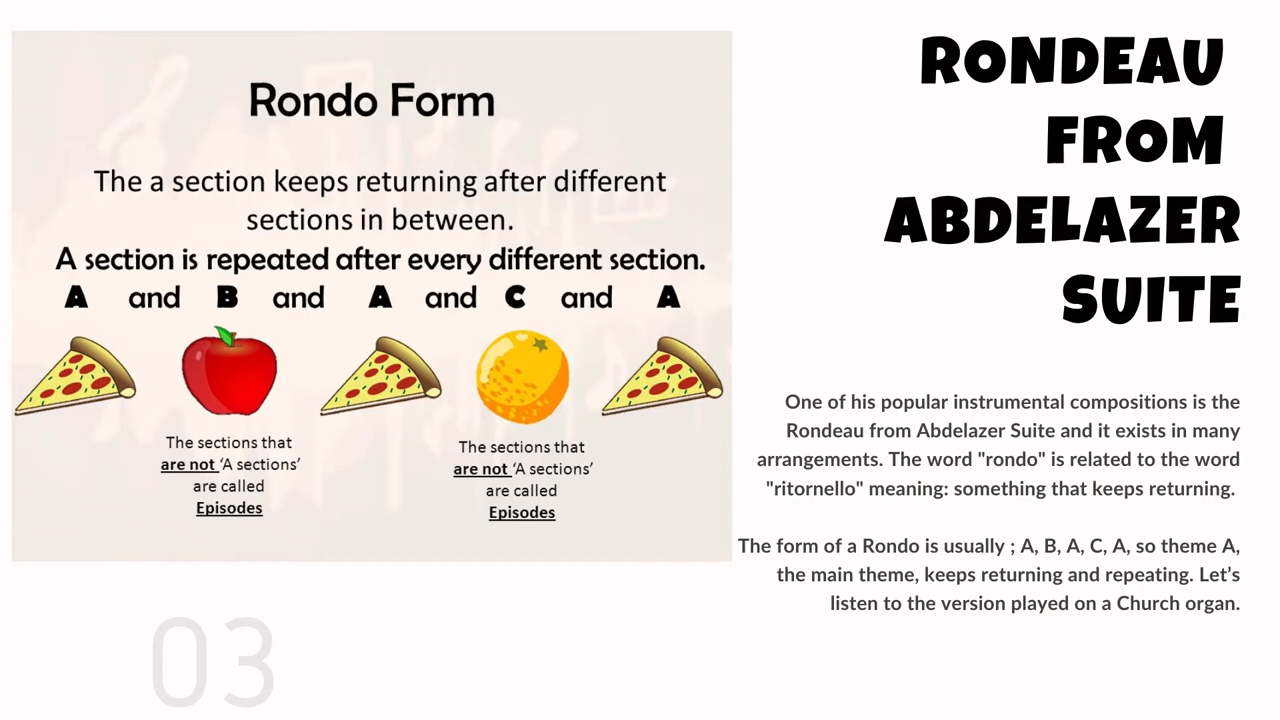 Rondo Form
The a section keeps returning after different
sections in between.
A section is repeated after every different section.
A and B and A and C and A
The sections that
are not 'A sections'
are called
Episodes
The sections that
are not 'A sections'
are called
Episodes
RONDEAU
FROM
ABDELAZER
SUITE
One of his popular instrumental compositions is the
Rondeau from Abdelazer Suite and it exists in many
arrangements. The word "rondo" is related to the word
"ritornello" meaning: something that keeps returning.
The form of a Rondo is usually ; A, B, A, C, A, so theme A,
the main theme, keeps returning and repeating. Let’s
listen to the version played on a Church organ.
03